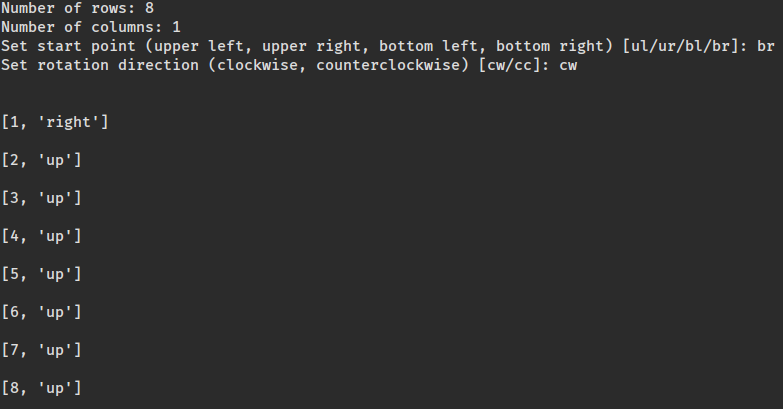 Number of rows: 8
Number of columns: 1
Set start point (upper left, upper right, bottom left, bottom right) [ul/ur/bl/br]: br
Set rotation direction (clockwise, counterclockwise) [cw/cc]: cw
[1, 'right']
[2, 'up']
[3, 'up']
[4, 'up']
[5, 'up']
[6, 'up']
[7, 'up']
[8, 'up']